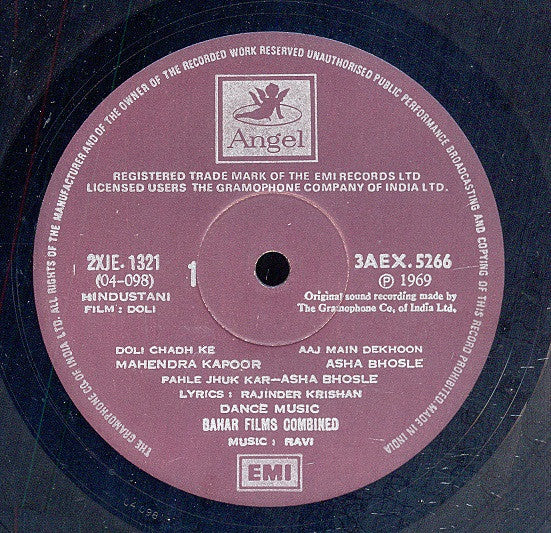 THE GRAMOPHONE CO. OF INDIA LTD. ALL RIGHTS OF THE MANUFACTURER AND OF THE OWNER OF THE RECORDED WORK RESERVED UNAUTHORISED PUBLIC PERFORMANCE BROADCASTING AND COPYING OF THIS RECORD PROHIBITED MADE IN INDIA
Angel
REGISTERED TRADE MARK OF THE EMI RECORDS LTD
LICENSED USERS THE GRAMOPHONE COMPANY OF INDIA LTD.
2XJE.1321 1 3AEX.5266
(04-098) Ⓟ 1969
HINDUSTANI Original sound recording made by
FILM : DOLI The Gramophone Co, of India Ltd.
DOLI CHADH KE AAJ MAIN DEKHOON
MAHENDRA KAPOOR ASHA BHOSLE
PAHLE JHUK KAR—ASHA BHOSLE
LYRICS : RAJINDER KRISHAN
DANCE MUSIC
BAHAR FILMS COMBINED
MUSIC : RAVI
EMI